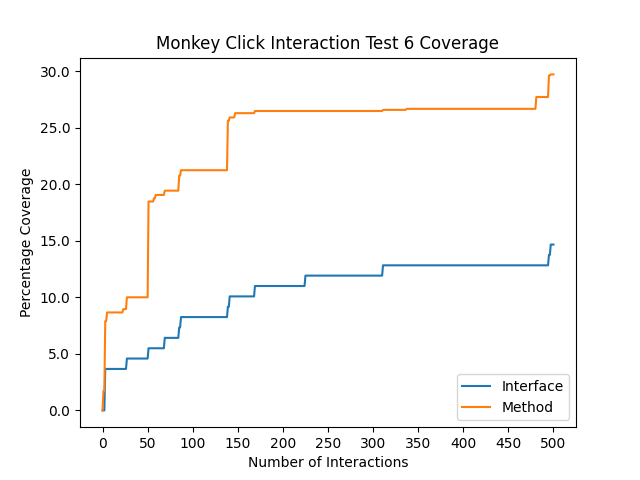 Monkey Click Interaction Test 6 Coverage
30.0
25.0
20.0
15.0
10.0
5.0
0.0
Percentage Coverage
0 50 100 150 200 250 300 350 400 450 500
Number of Interactions
Interface
Method